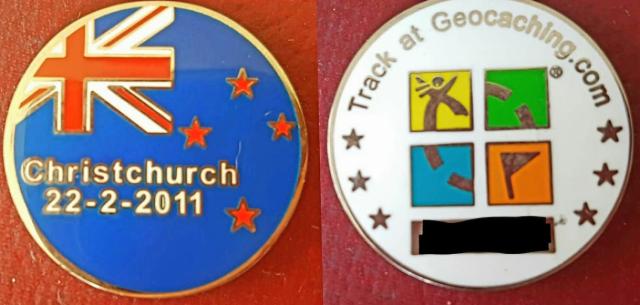 Christchurch
22-2-2011
Track at Geocaching.com
®